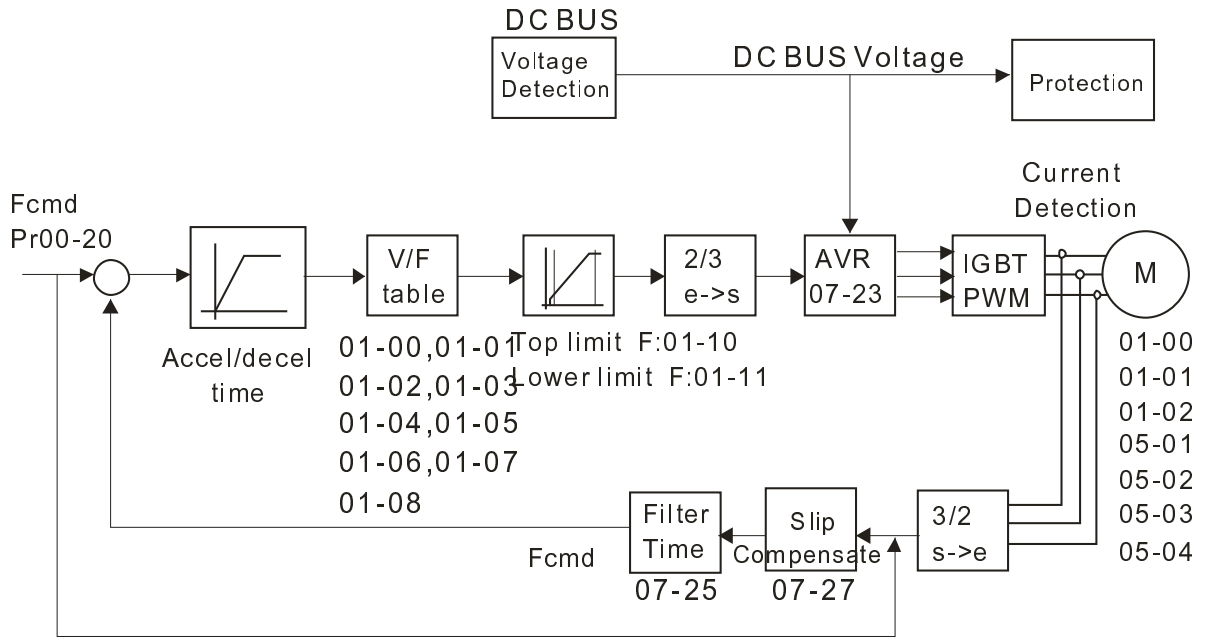 DC BUS
Voltage
Detection
DC BUS Voltage
Protection
Current
Detection
Fcmd
Pr00-20
Accel/decel
time
V/F
table
01-00,01-01
01-02,01-03
01-04,01-05
01-06,01-07
01-08
Top limit F:01-10
Lower limit F:01-11
2/3
e->s
AVR
07-23
IGBT
PWM
M
01-00
01-01
01-02
05-01
05-02
05-03
05-04
3/2
s->e
Slip
Compensate
07-27
Filter
Time
07-25
Fcmd